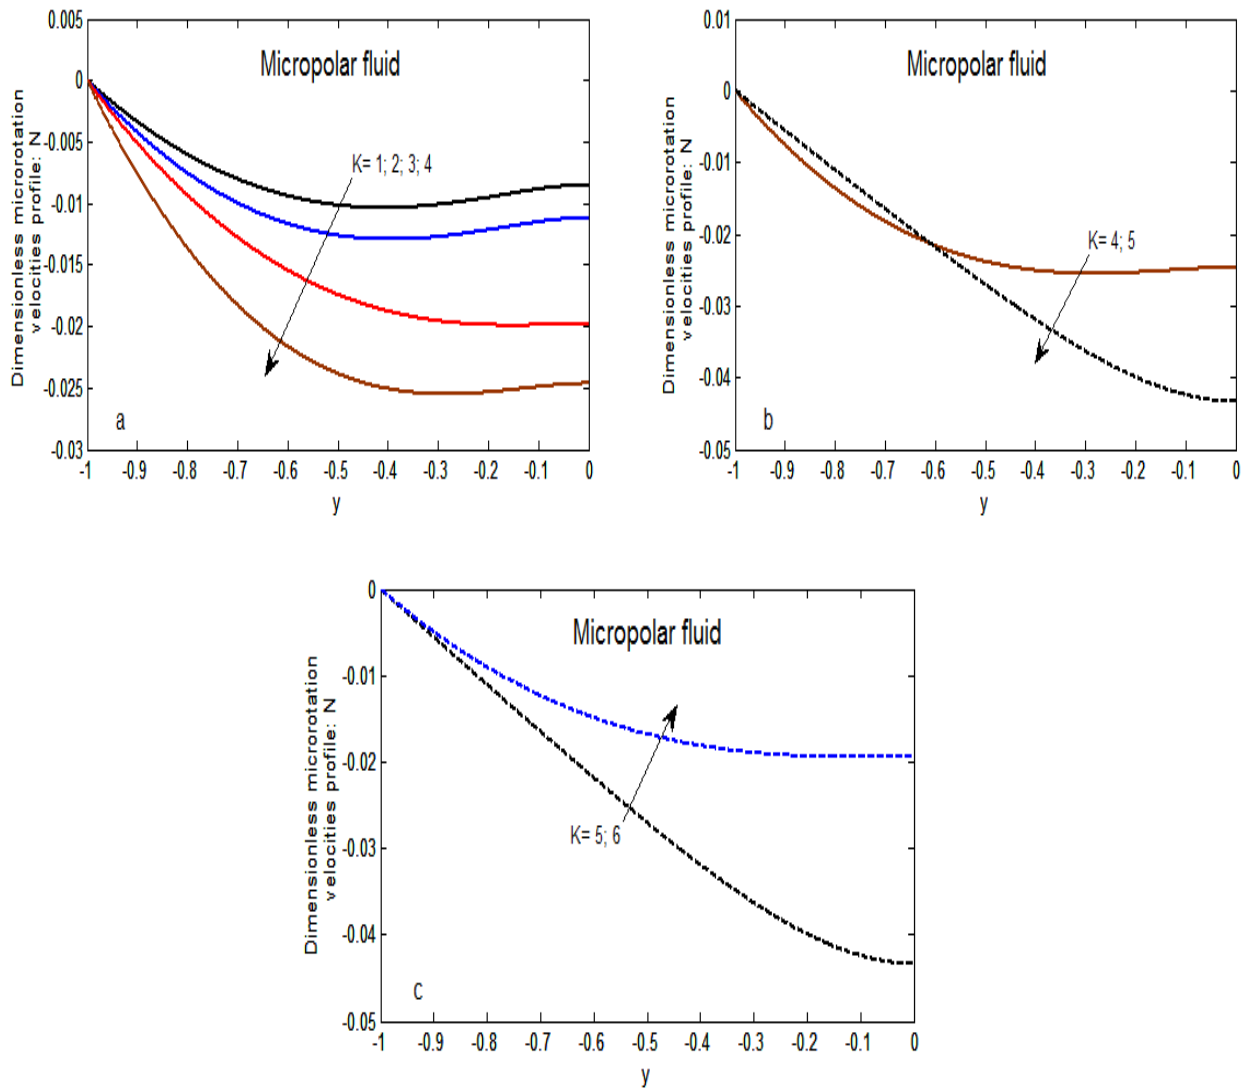 0.005
0
-0.005
-0.01
-0.015
-0.02
-0.025
-0.03
Dimensionless microrotation
velocities profile: N
Micropolar fluid
K= 1; 2; 3; 4
a
-1 -0.9 -0.8 -0.7 -0.6 -0.5 -0.4 -0.3 -0.2 -0.1 0
y
0.01
0
-0.01
-0.02
-0.03
-0.04
-0.05
Dimensionless microrotation
velocities profile: N
Micropolar fluid
K= 4; 5
b
-1 -0.9 -0.8 -0.7 -0.6 -0.5 -0.4 -0.3 -0.2 -0.1 0
y
0
-0.01
-0.02
-0.03
-0.04
-0.05
Dimensionless microrotation
velocities profile: N
Micropolar fluid
K= 5; 6
c
-1 -0.9 -0.8 -0.7 -0.6 -0.5 -0.4 -0.3 -0.2 -0.1 0
y